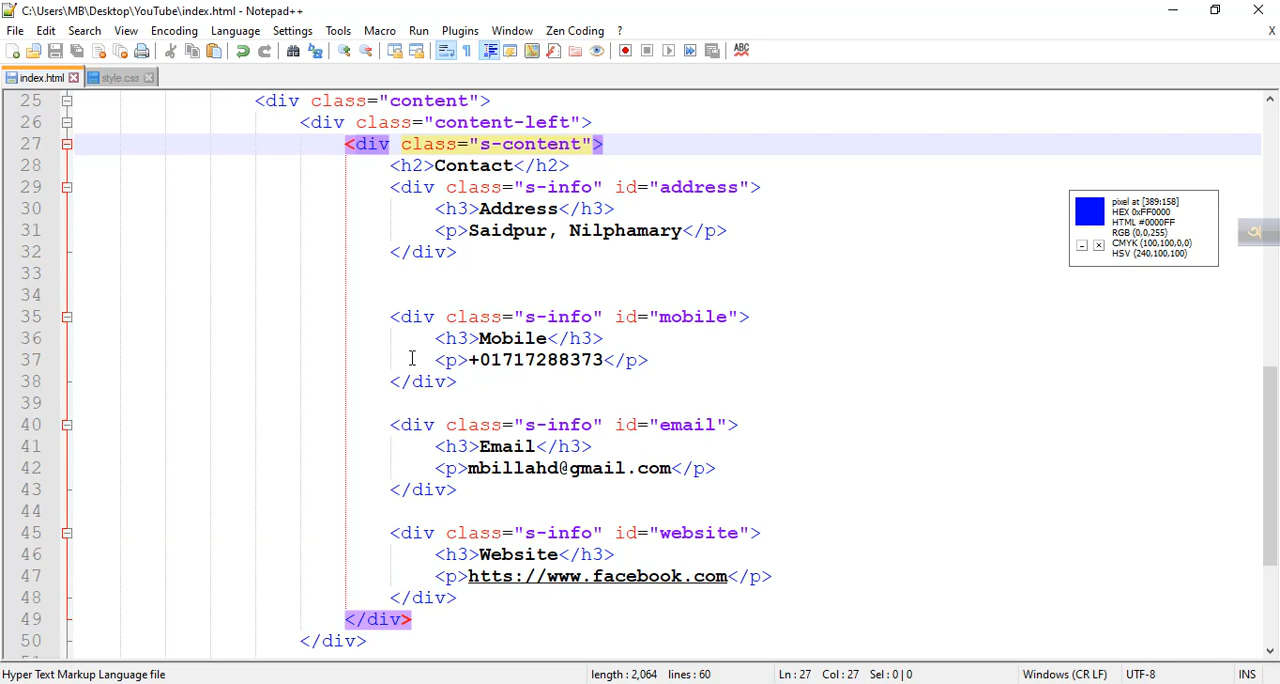 C:\Users\MB\Desktop\YouTube\index.html - Notepad++
File Edit Search View Encoding Language Settings Tools Macro Run Plugins Window Zen Coding ? X
ABC
index.html style.css
25 <div class="content">
26 <div class="content-left">
27 <div class="s-content">
28 <h2>Contact</h2>
29 <div class="s-info" id="address">
30 <h3>Address</h3>
31 <p>Saidpur, Nilphamary</p>
32 </div>
33
34
35 <div class="s-info" id="mobile">
36 <h3>Mobile</h3>
37 <p>+01717288373</p>
38 </div>
39
40 <div class="s-info" id="email">
41 <h3>Email</h3>
42 <p>mbillahd@gmail.com</p>
43 </div>
44
45 <div class="s-info" id="website">
46 <h3>Website</h3>
47 <p>htts://www.facebook.com</p>
48 </div>
49 </div>
50 </div>
pixel at [389:158]
HEX 0xFF0000
HTML #0000FF
RGB (0,0,255)
CMYK (100,100,0,0)
HSV (240,100,100)
অ
Hyper Text Markup Language file length : 2,064 lines : 60 Ln : 27 Col : 27 Sel : 0 | 0 Windows (CR LF) UTF-8 INS